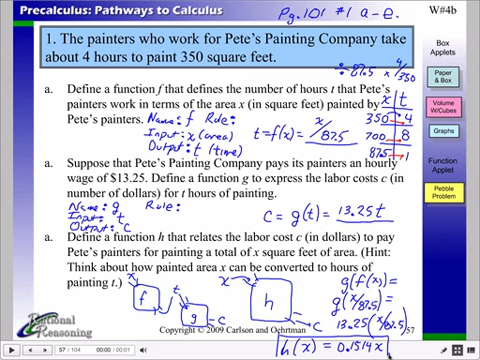 Precalculus: Pathways to Calculus
Pg. 101 #1 a-e.
W#4b
1. The painters who work for Pete's Painting Company take
about 4 hours to paint 350 square feet.
÷87.5 × 4/350
a. Define a function f that defines the number of hours t that Pete's
painters work in terms of the area x (in square feet) painted by
Pete's painters.
Name: f Rule:
Input: x (area)
Output: t (time)
t=f(x)= x/87.5
x t
350 4
700 8
87.5 1
a. Suppose that Pete's Painting Company pays its painters an hourly
wage of $13.25. Define a function g to express the labor costs c (in
number of dollars) for t hours of painting.
Name: g Rule:
Input: t
Output: c
c = g(t) = 13.25t
a. Define a function h that relates the labor cost c (in dollars) to pay
Pete's painters for painting a total of x square feet of area. (Hint:
Think about how painted area x can be converted to hours of
painting t.)
x f t g c
x h c
g(f(x))=
g(x/87.5)=
13.25(x/87.5)
h(x) = 0.1514x
Rational
Reasoning
Copyright © 2009 Carlson and Oehrtman
57
57 / 104
00:00 / 00:01
Box
Applets
Paper
& Box
Volume
W/Cubes
Graphs
Function
Applet
Pebble
Problem